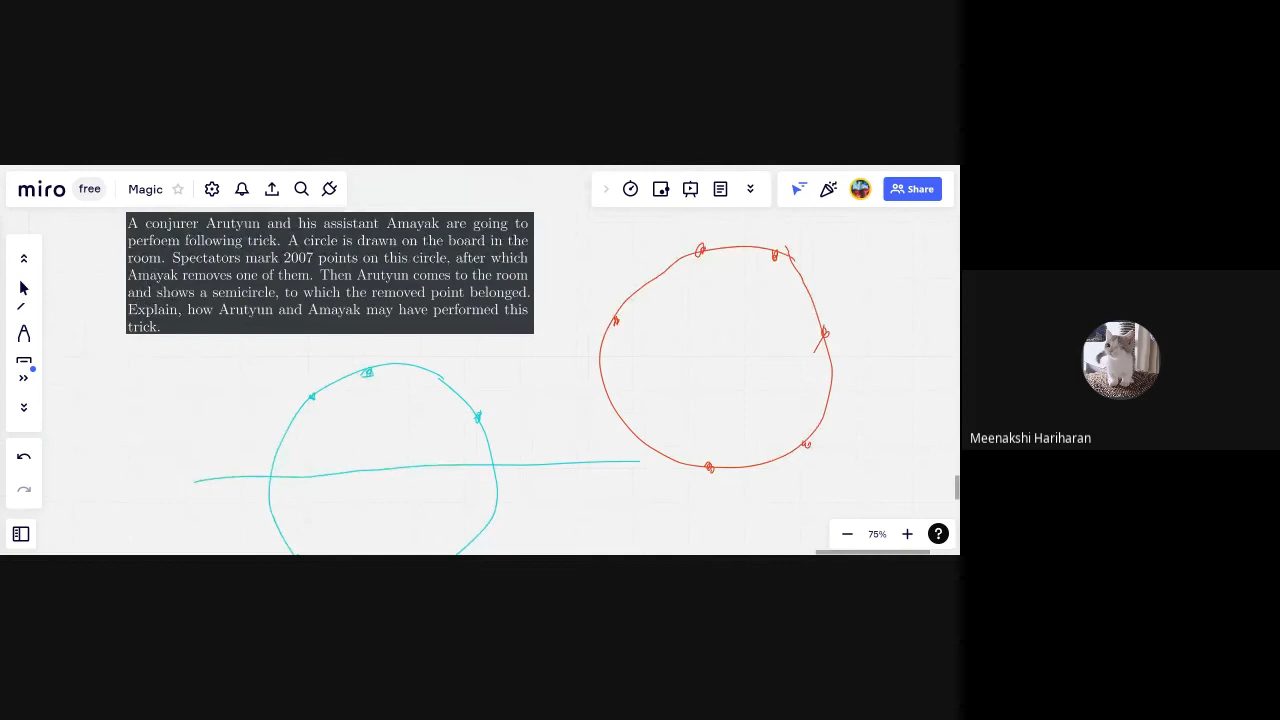 miro free Magic Share
A conjurer Arutyun and his assistant Amayak are going to
perfoem following trick. A circle is drawn on the board in the
room. Spectators mark 2007 points on this circle, after which
Amayak removes one of them. Then Arutyun comes to the room
and shows a semicircle, to which the removed point belonged.
Explain, how Arutyun and Amayak may have performed this
trick.
Meenakshi Hariharan
75% ?